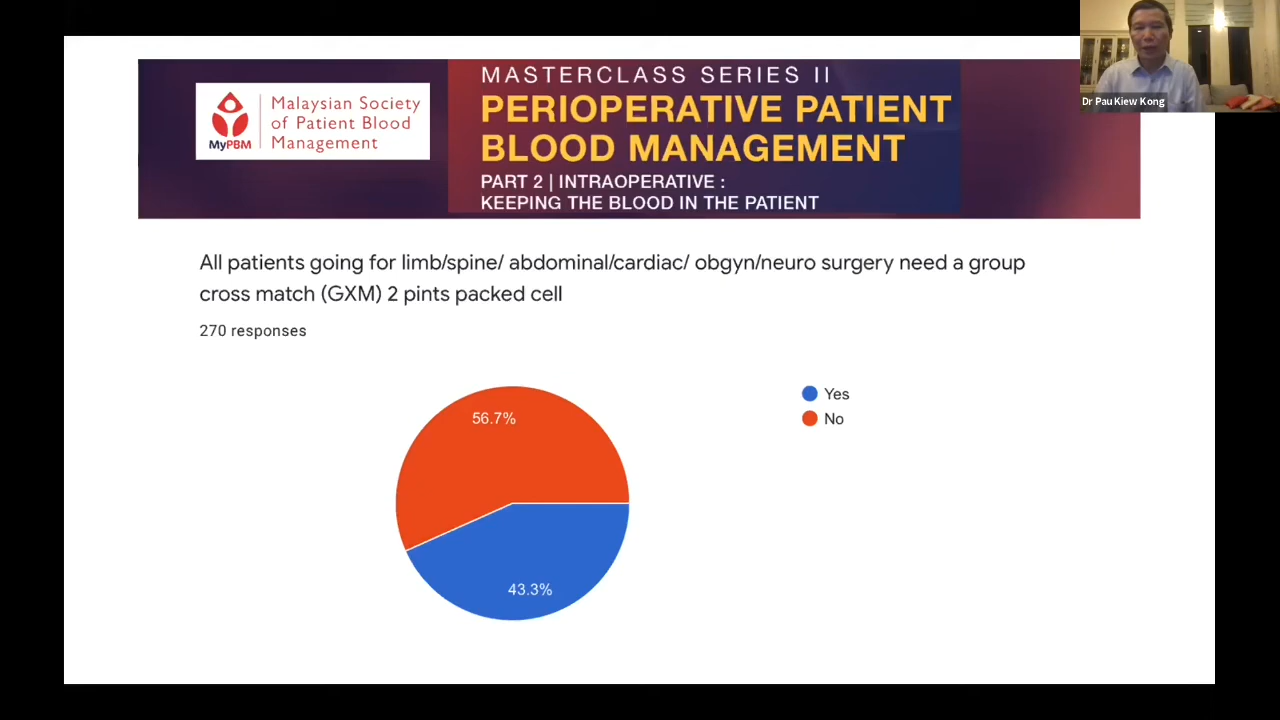 MASTERCLASS SERIES II
PERIOPERATIVE PATIENT
BLOOD MANAGEMENT
PART 2 | INTRAOPERATIVE :
KEEPING THE BLOOD IN THE PATIENT
Malaysian Society
of Patient Blood
Management
MyPBM
Dr Pau Kiew Kong
All patients going for limb/spine/ abdominal/cardiac/ obgyn/neuro surgery need a group
cross match (GXM) 2 pints packed cell
270 responses
Yes
No
56.7%
43.3%